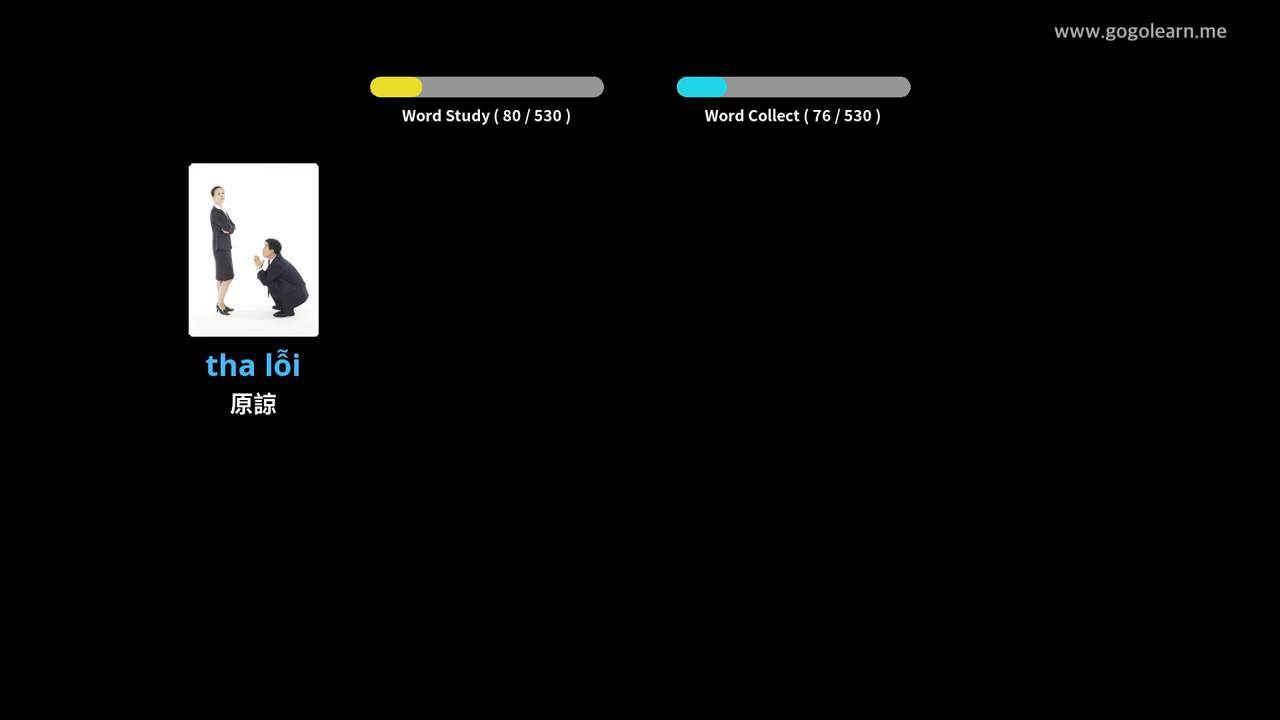 www.gogolearn.me
Word Study ( 80 / 530 )
Word Collect ( 76 / 530 )
tha lỗi
原諒